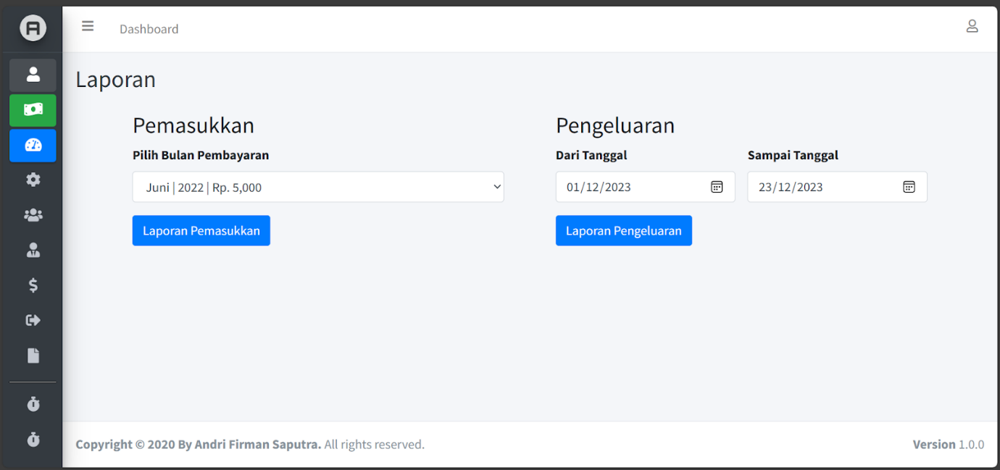 A
Dashboard
Laporan
Pemasukkan
Pilih Bulan Pembayaran
Juni | 2022 | Rp. 5,000
Laporan Pemasukkan
Pengeluaran
Dari Tanggal
01/12/2023
Sampai Tanggal
23/12/2023
Laporan Pengeluaran
Copyright © 2020 By Andri Firman Saputra. All rights reserved.
Version 1.0.0